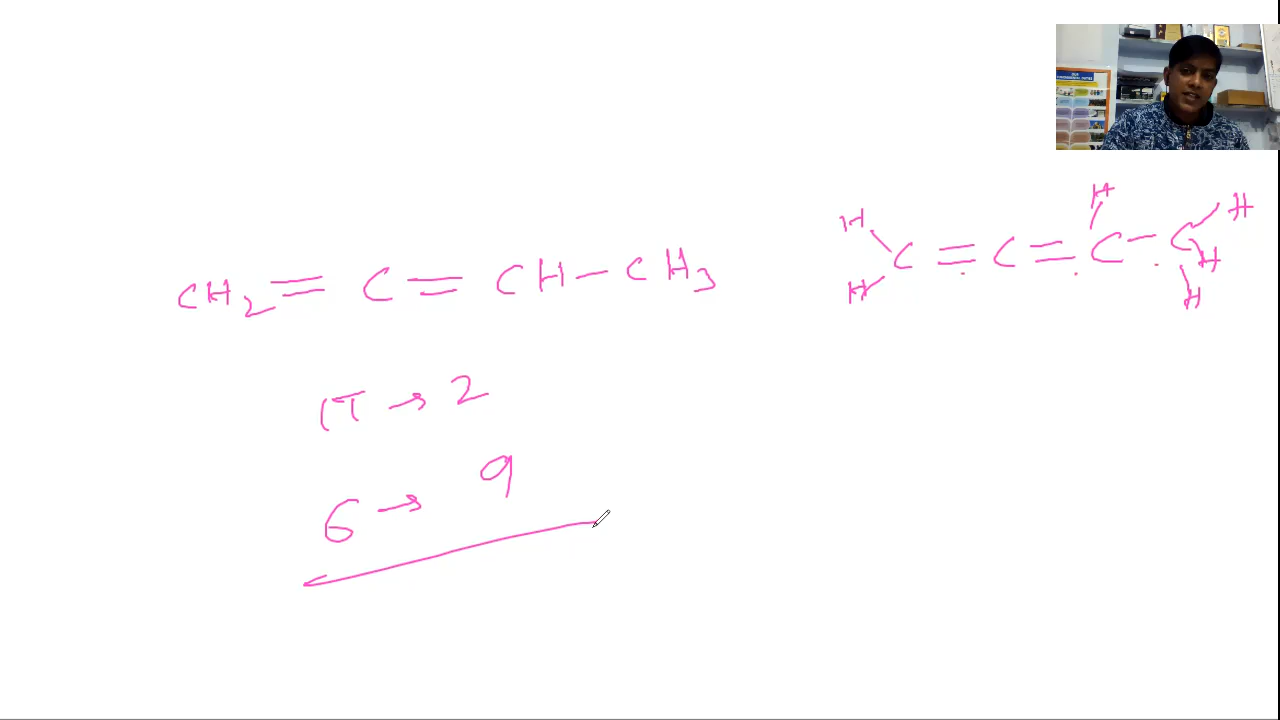 CH2 = C = CH - CH3
H H
H C = C = C - C H
H H
π → 2
σ → 9